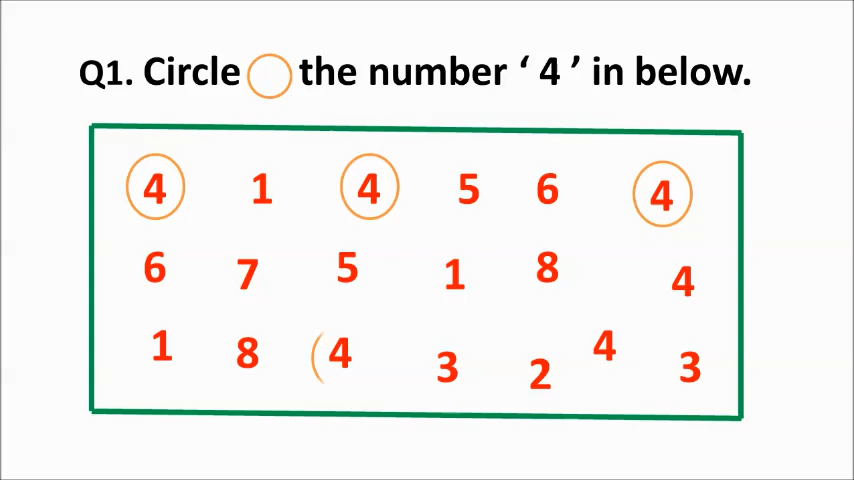 Q1. Circle the number ‘ 4 ’ in below.
4 1 4 5 6 4
6 7 5 1 8 4
1 8 4 3 2 4 3